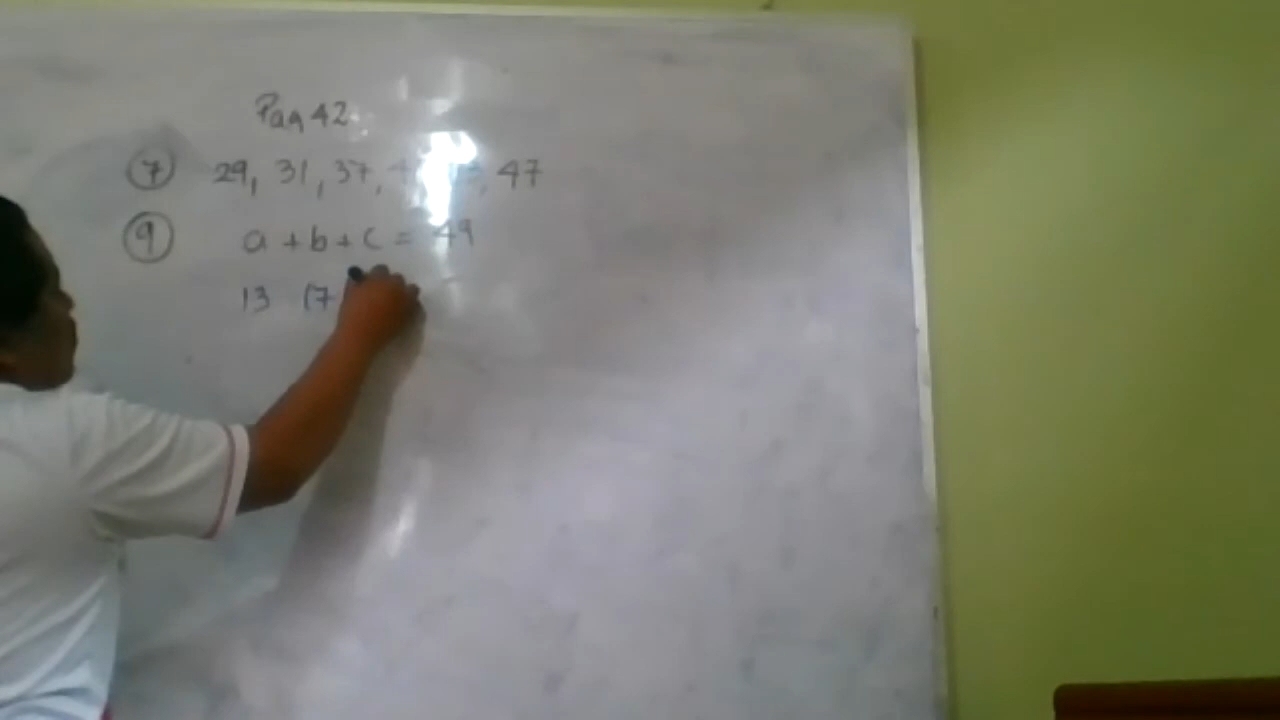 Pag 42
7 29, 31, 37, 47
9 a + b + c = 49
13 17